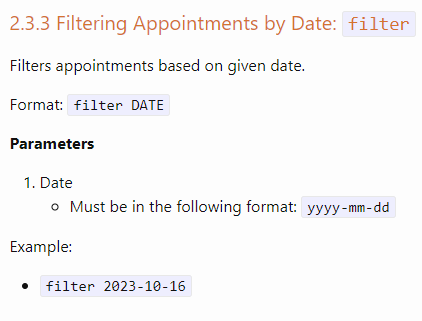 2.3.3 Filtering Appointments by Date: filter
Filters appointments based on given date.
Format: filter DATE
Parameters
1. Date
Must be in the following format: yyyy-mm-dd
Example:
filter 2023-10-16